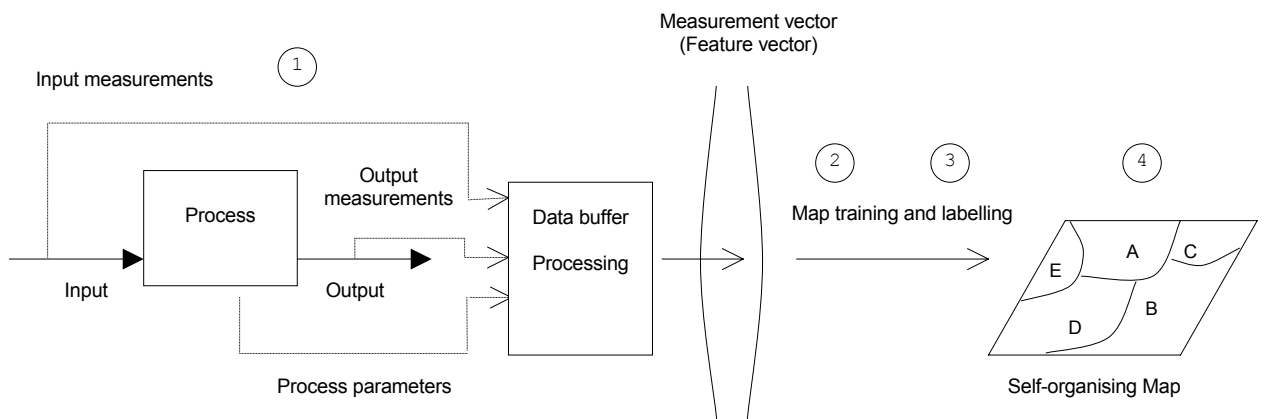 Measurement vector
(Feature vector)
1
Input measurements
2
3
4
Output
measurements
Process
Data buffer
Map training and labelling
Processing
A
C
E
B
D
Input
Output
Process parameters
Self-organising Map